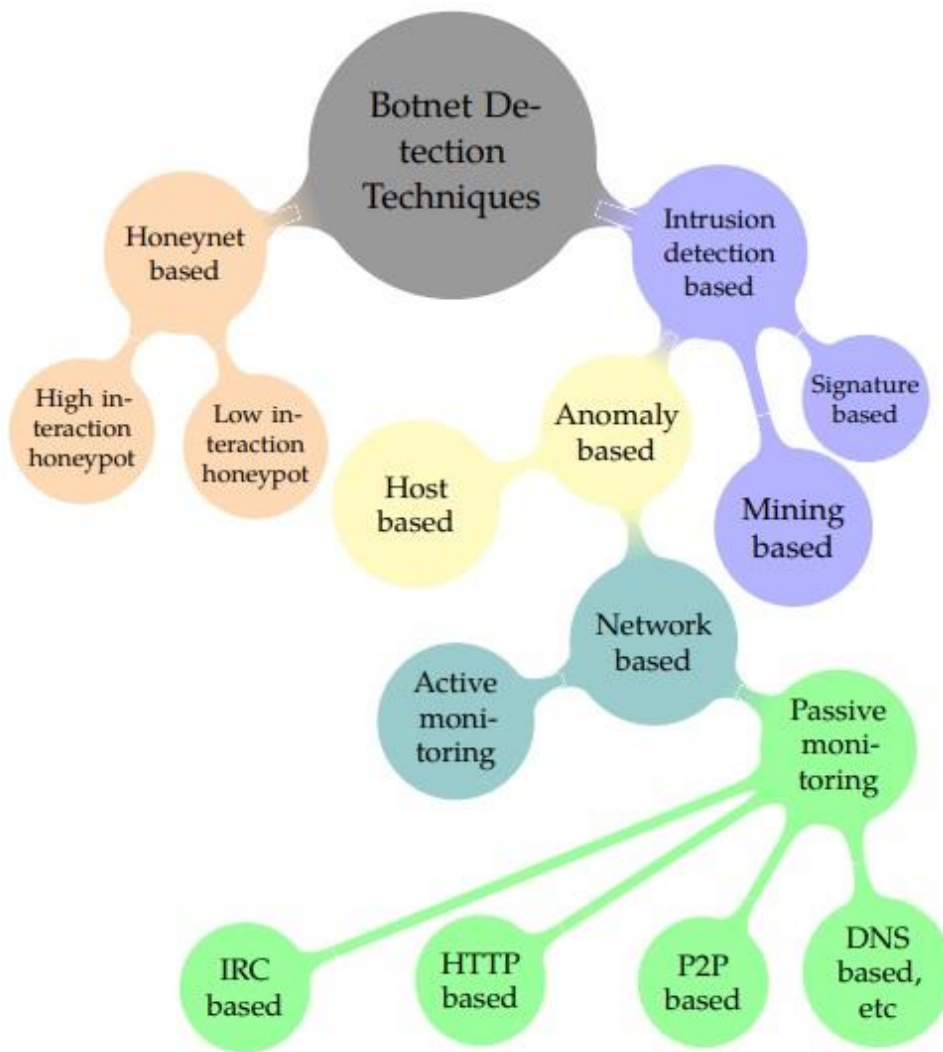 Botnet De-
tection
Techniques
Honeynet
based
Intrusion
detection
based
High in-
teraction
honeypot
Low in-
teraction
honeypot
Anomaly
based
Signature
based
Host
based
Mining
based
Network
based
Active
moni-
toring
Passive
moni-
toring
IRC
based
HTTP
based
P2P
based
DNS
based,
etc